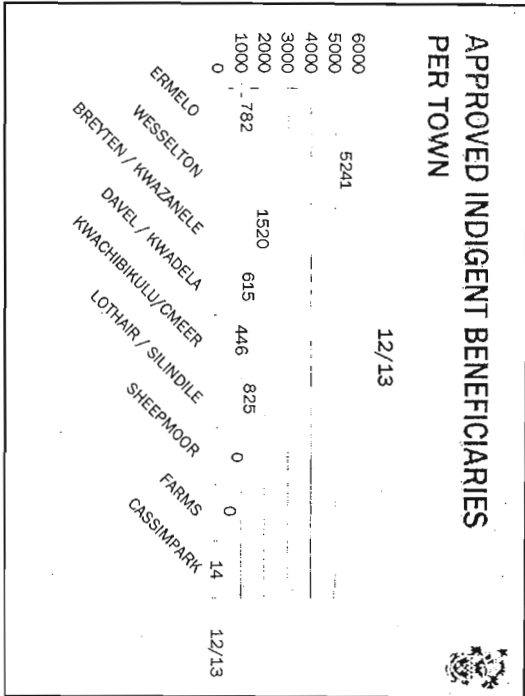 APPROVED INDIGENT BENEFICIARIES
PER TOWN
12/13
6000
5000
4000
3000
2000
1000
0
782
5241
1520
615
446
825
0
0
14
ERMELO
WESSELTON
BREYTEN / KWAZANELE
DAVEL / KWADELA
KWACHIBIKULU/CMEER
LOTHAIR / SILINDILE
SHEEPMOOR
FARMS
CASSIMPARK
12/13